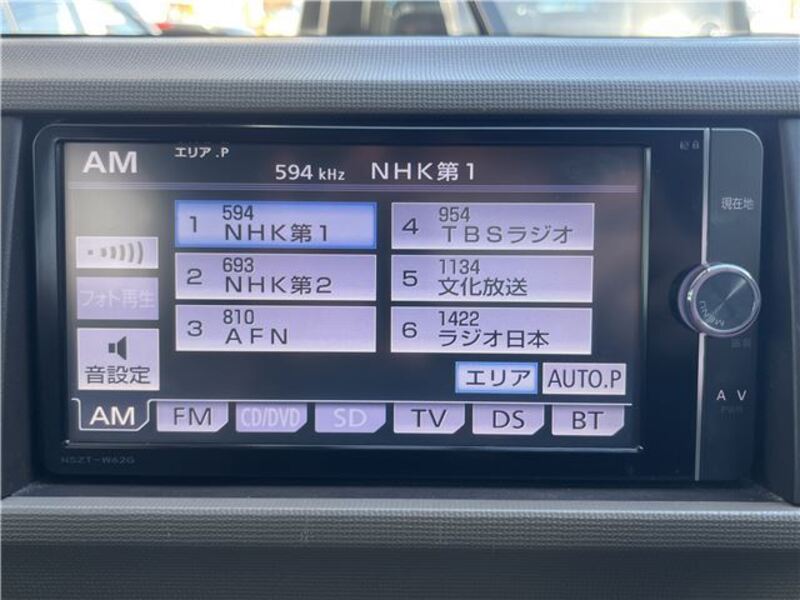 AM
エリア.P
594 kHz NHK第1
現在地
1 594 NHK第1
2 693 NHK第2
3 810 AFN
4 954 TBSラジオ
5 1134 文化放送
6 1422 ラジオ日本
フォト再生
音設定
エリア
AUTO.P
MENU
AM FM CD/DVD SD TV DS BT
AV
PWR
NSZT-W62G